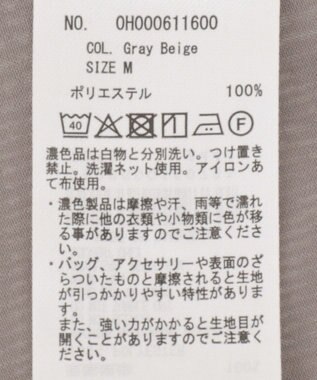 NO. 0H000611600
COL. Gray Beige
SIZE M
ポリエステル 100%
40 F
濃色品は白物と分別洗い。つけ置き
禁止。洗濯ネット使用。アイロンあ
て布使用。
・濃色製品は摩擦や汗、雨等で濡れ
た際に他の衣類や小物類に色が移
る事がありますのでご注意くださ
い。
・バッグ、アクセサリーや表面のざ
らついたものと摩擦されると生地
が引っかかりやすい特性がありま
す。
また、強い力がかかると生地目が
開くことがありますのでご注意く
ださい。